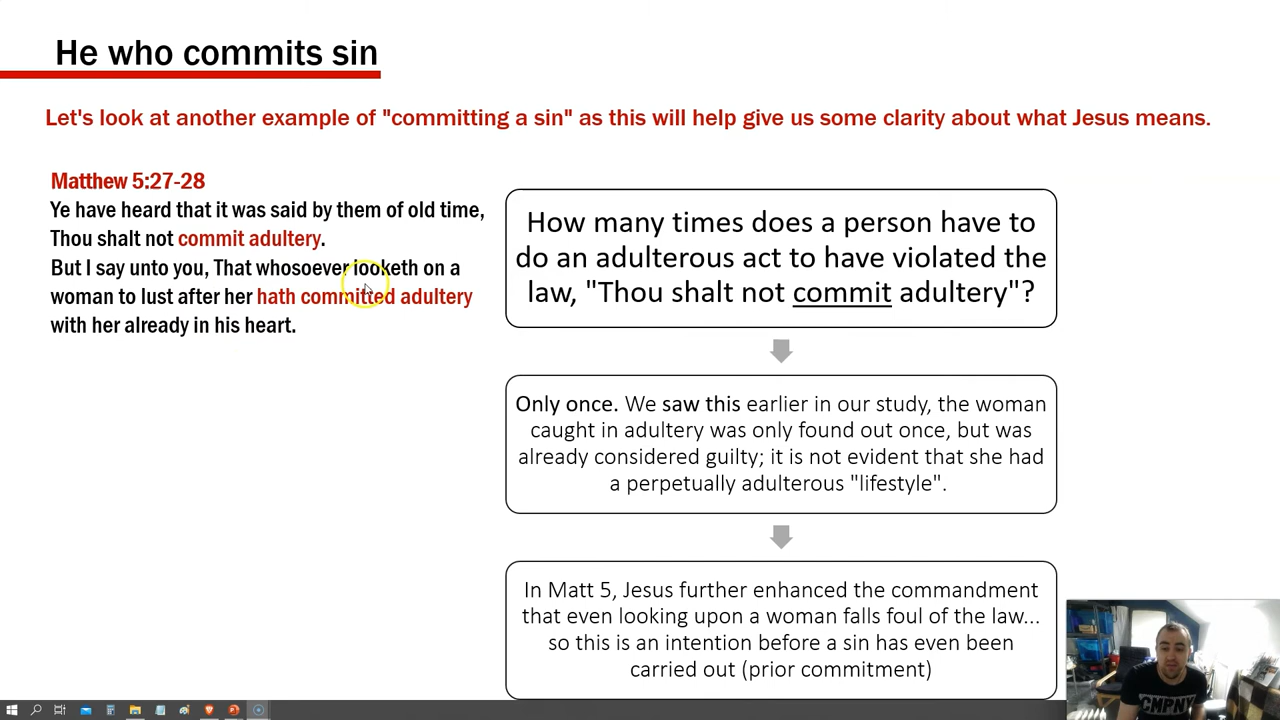 He who commits sin
Let's look at another example of "committing a sin" as this will help give us some clarity about what Jesus means.
Matthew 5:27-28
Ye have heard that it was said by them of old time,
Thou shalt not commit adultery.
But I say unto you, That whosoever looketh on a
woman to lust after her hath committed adultery
with her already in his heart.
How many times does a person have to
do an adulterous act to have violated the
law, "Thou shalt not commit adultery"?
Only once. We saw this earlier in our study, the woman
caught in adultery was only found out once, but was
already considered guilty; it is not evident that she had
a perpetually adulterous "lifestyle".
In Matt 5, Jesus further enhanced the commandment
that even looking upon a woman falls foul of the law...
so this is an intention before a sin has even been
carried out (prior commitment)
CMPNY